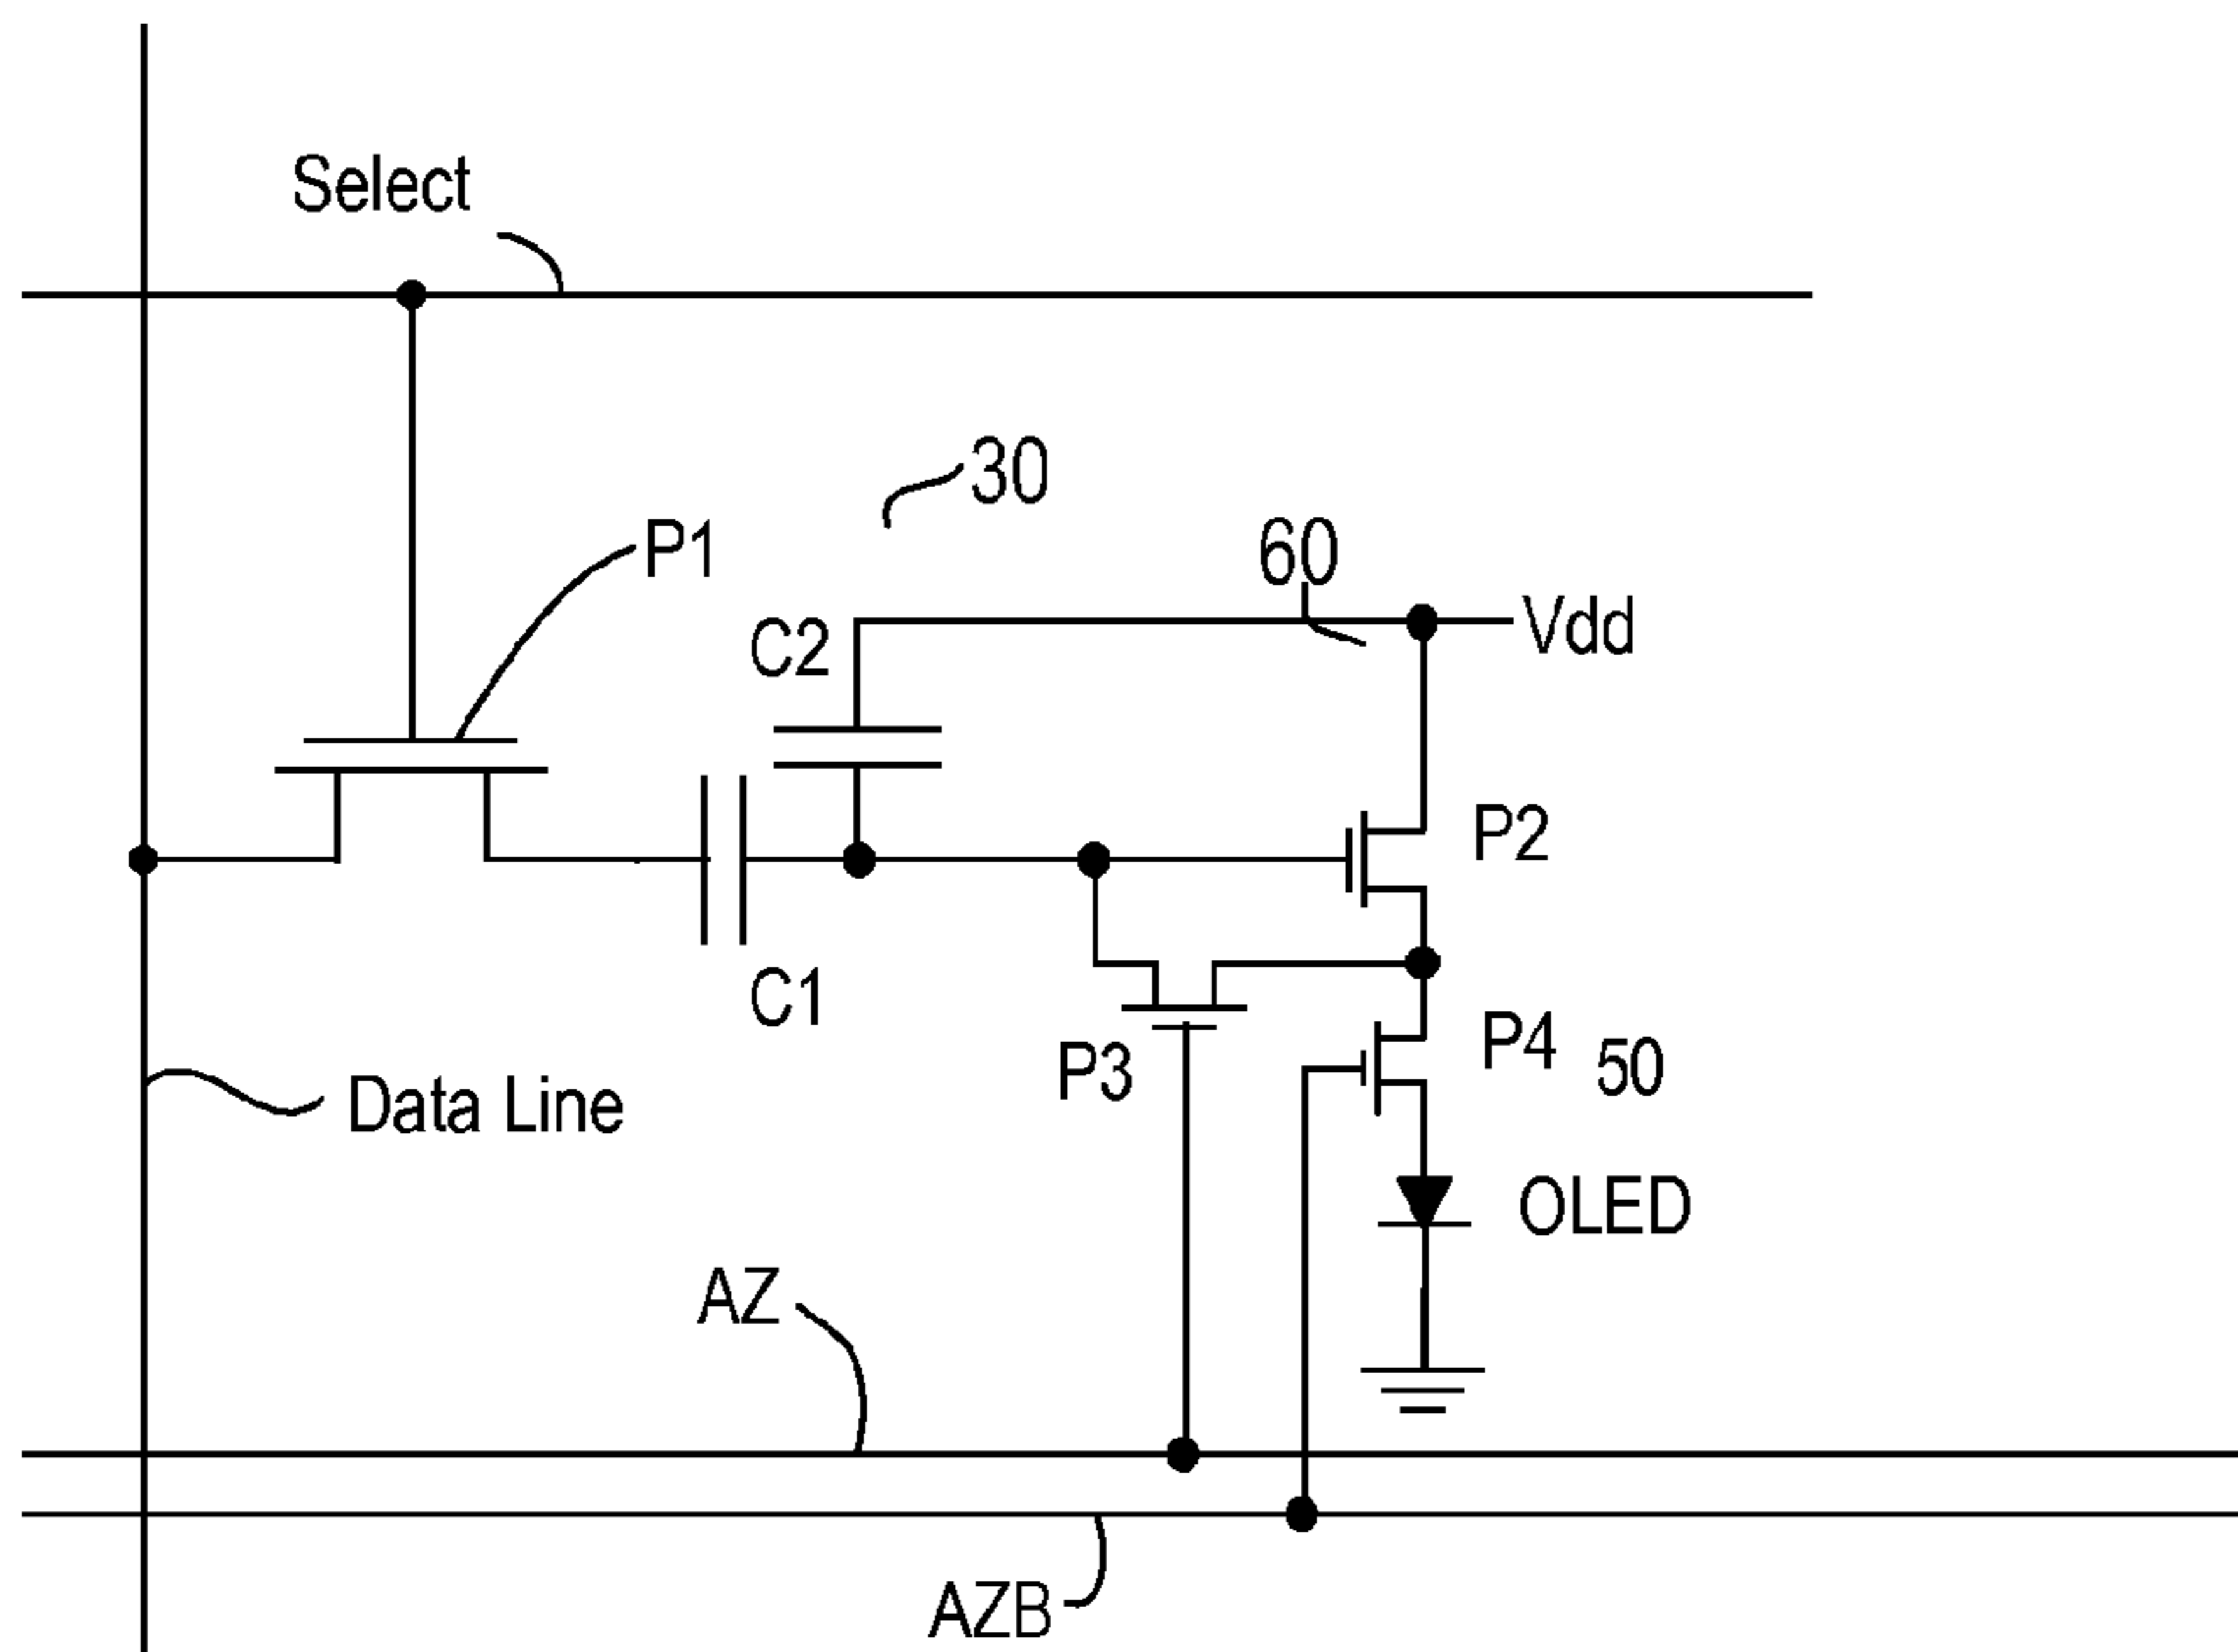 Select
30
P1
60
C2
Vdd
P2
C1
P3
P4
50
Data Line
OLED
AZ
AZB